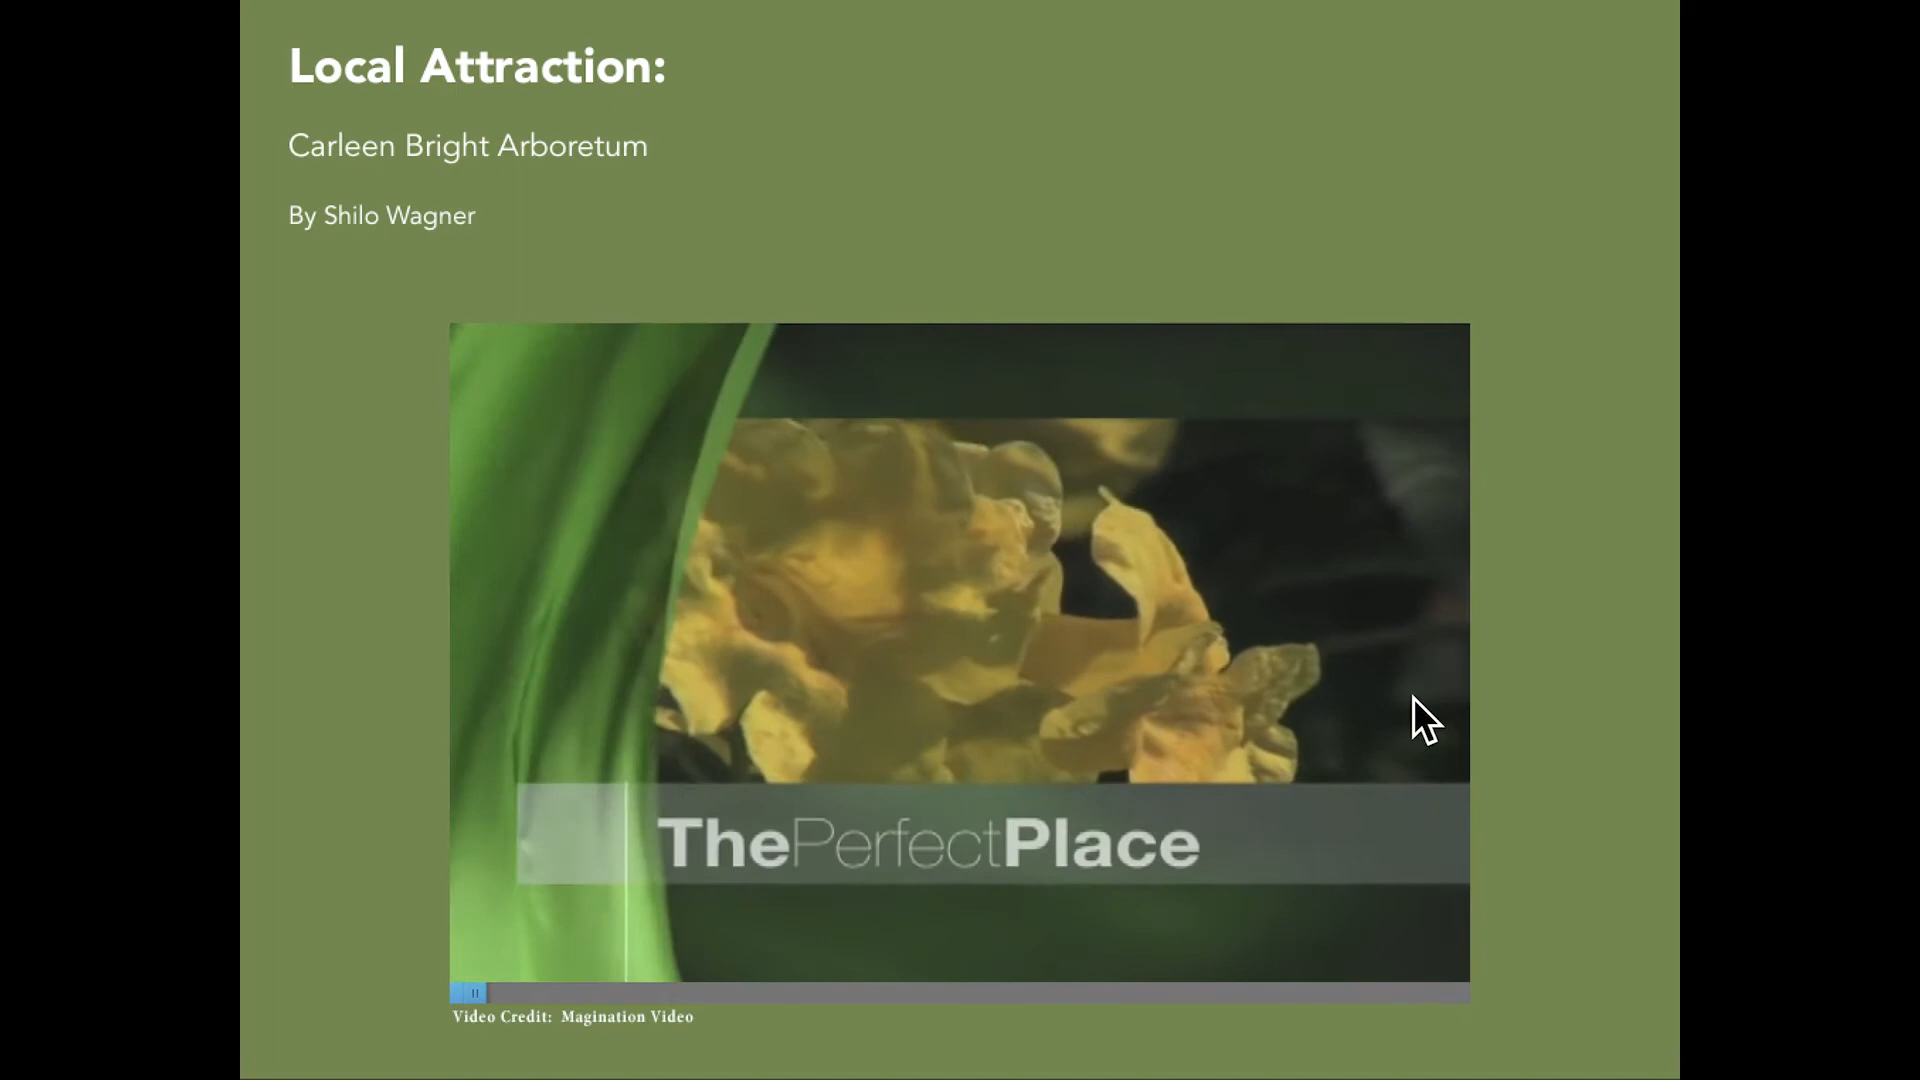 Local Attraction:
Carleen Bright Arboretum
By Shilo Wagner
ThePerfectPlace
Video Credit: Magination Video